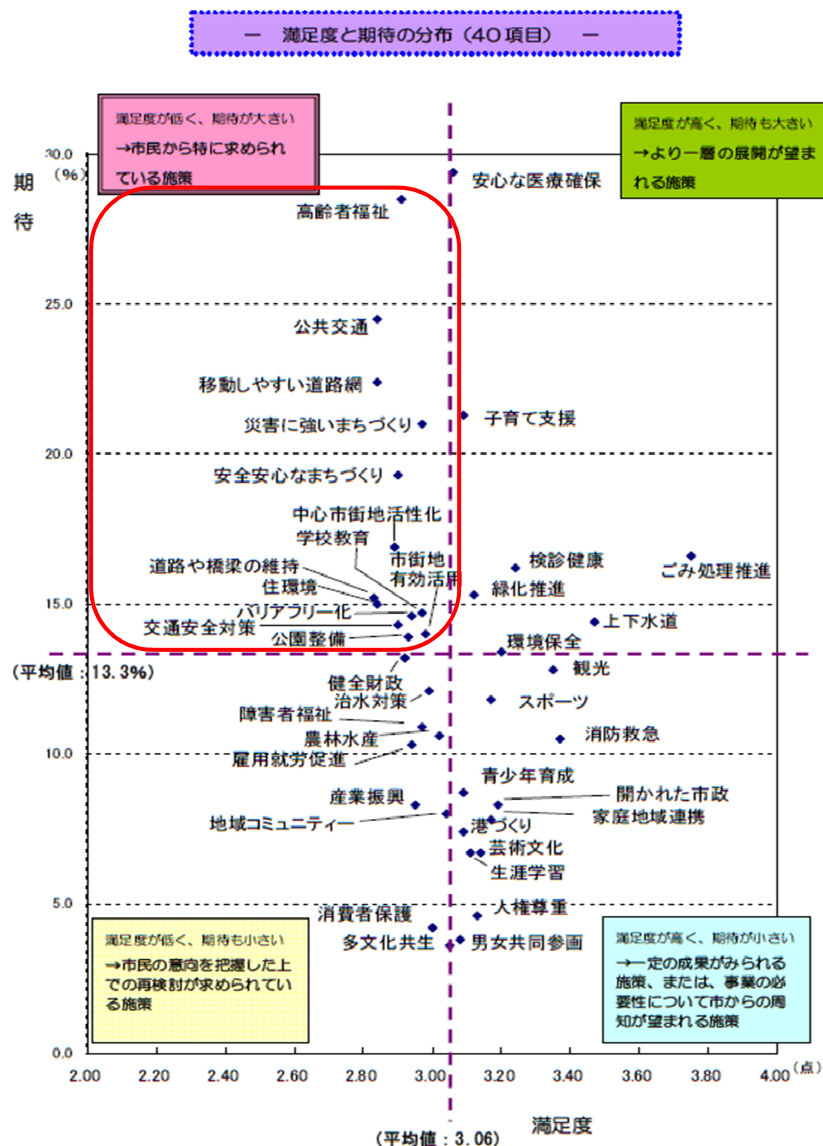 ― 満足度と期待の分布（40項目） ―
満足度が低く、期待が大きい
→市民から特に求められ
ている施策
満足度が高く、期待も大きい
→より一層の展開が望ま
れる施策
期待
（%）
30.0
25.0
20.0
15.0
10.0
5.0
0.0
安心な医療確保
高齢者福祉
公共交通
移動しやすい道路網
子育て支援
災害に強いまちづくり
安全安心なまちづくり
中心市街地活性化
学校教育
市街地
有効活用
道路や橋梁の維持
住環境
バリアフリー化
交通安全対策
公園整備
検診健康
ごみ処理推進
緑化推進
上下水道
環境保全
（平均値：13.3%）
観光
健全財政
治水対策
スポーツ
障害者福祉
農林水産
雇用就労促進
消防救急
青少年育成
産業振興
開かれた市政
地域コミュニティー
家庭地域連携
港づくり
芸術文化
生涯学習
消費者保護
人権尊重
多文化共生
男女共同参画
満足度が低く、期待も小さい
→市民の意向を把握した上
での再検討が求められてい
る施策
満足度が高く、期待が小さい
→一定の成果がみられる
施策、または、事業の必
要性について市からの周
知が望まれる施策
2.00 2.20 2.40 2.60 2.80 3.00 3.20 3.40 3.60 3.80 4.00
（点）
満足度
（平均値：3.06）